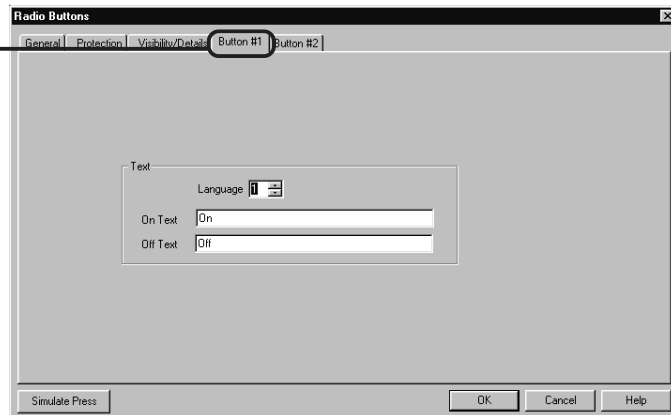 Radio Buttons
General Protection Visibility/Details Button #1 Button #2
Text
Language 1
On Text On
Off Text Off
Simulate Press OK Cancel Help